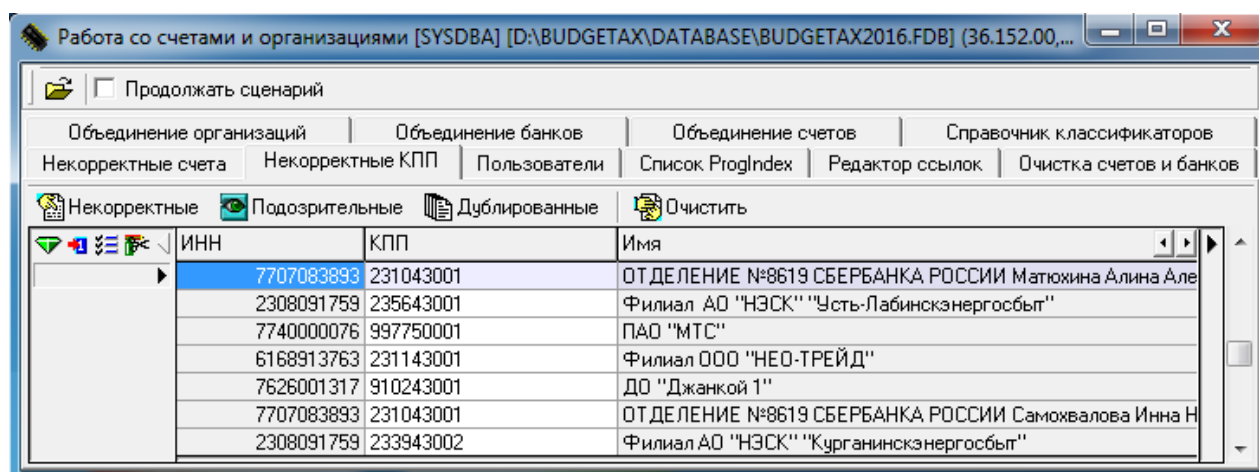 Работа со счетами и организациями [SYSDBA] [D:\BUDGETAX\DATABASE\BUDGETAX2016.FDB] (36.152.00,...
Продолжать сценарий
Объединение организаций Объединение банков Объединение счетов Справочник классификаторов
Некорректные счета Некорректные КПП Пользователи Список ProgIndex Редактор ссылок Очистка счетов и банков
Некорректные Подозрительные Дублированные Очистить
ИНН КПП Имя
7707083893 231043001 ОТДЕЛЕНИЕ №8619 СБЕРБАНКА РОССИИ Матюхина Алина Але
2308091759 235643001 Филиал АО "НЭСК" "Усть-Лабинскэнергосбыт"
7740000076 997750001 ПАО "МТС"
6168913763 231143001 Филиал ООО "НЕО-ТРЕЙД"
7626001317 910243001 ДО "Джанкой 1"
7707083893 231043001 ОТДЕЛЕНИЕ №8619 СБЕРБАНКА РОССИИ Самохвалова Инна Н
2308091759 233943002 Филиал АО "НЭСК" "Курганинскэнергосбыт"